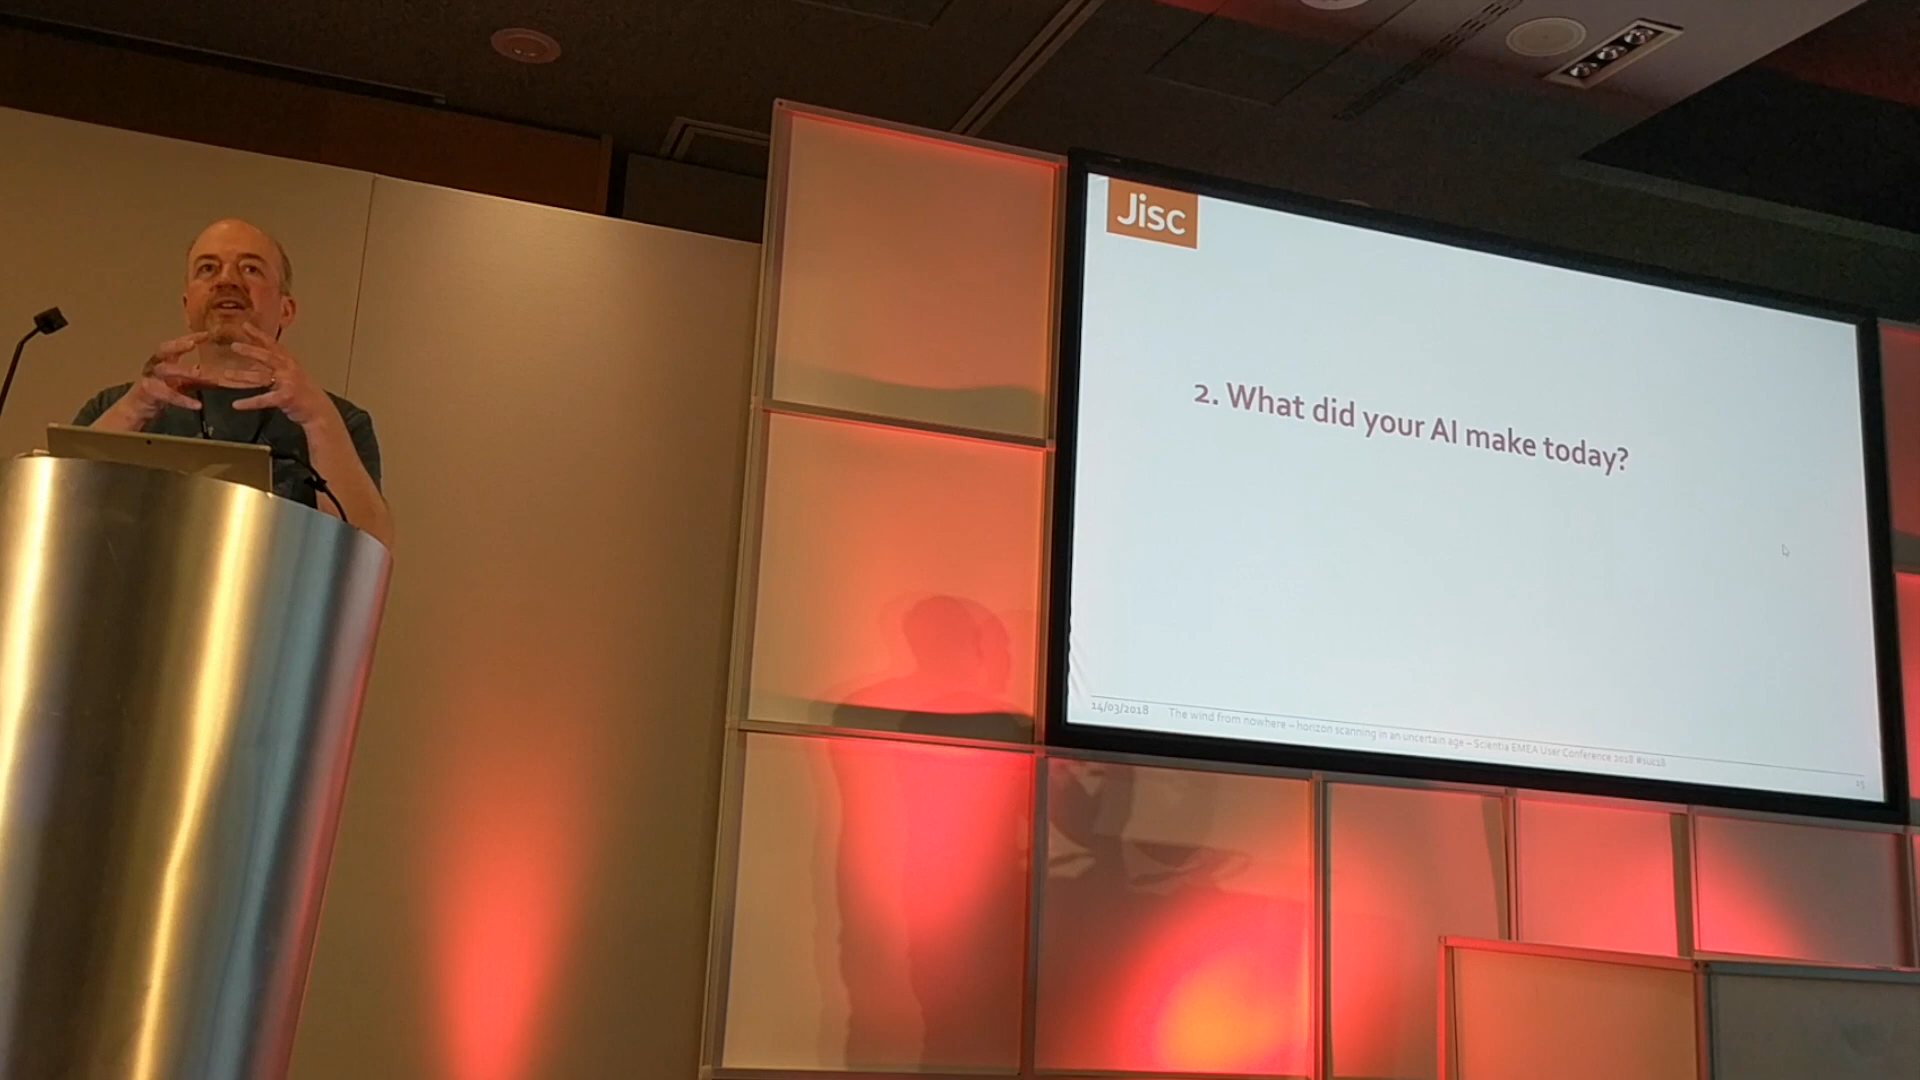 Jisc
2. What did your AI make today?
14/03/2018 The wind from nowhere – horizon scanning in an uncertain age – Scientia EMEA User Conference 2018 #suc18
15